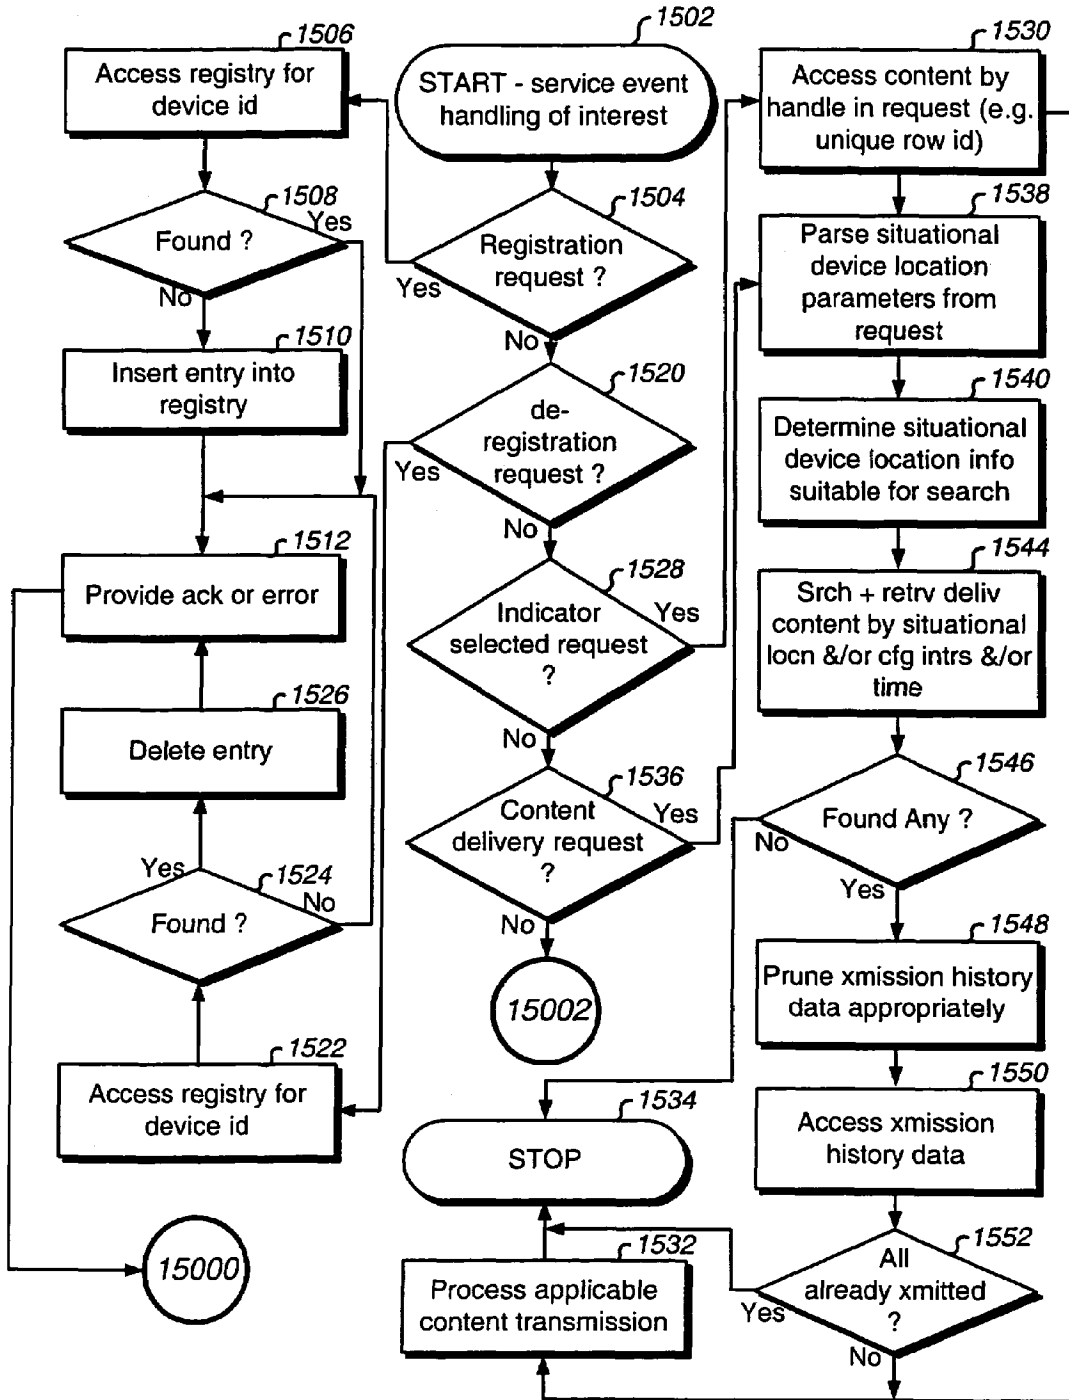 1506
Access registry for
device id
1508
Found ?
Yes
No
1510
Insert entry into
registry
1512
Provide ack or error
1526
Delete entry
Yes
1524
No
Found ?
1522
Access registry for
device id
15000
1502
START - service event
handling of interest
1504
Registration
request ?
Yes
No
1520
de-
registration
request ?
Yes
No
1528
Indicator
selected request
?
Yes
No
1536
Content
delivery request
?
Yes
No
15002
1534
STOP
1532
Process applicable
content transmission
1530
Access content by
handle in request (e.g.
unique row id)
1538
Parse situational
device location
parameters from
request
1540
Determine situational
device location info
suitable for search
1544
Srch + retrv deliv
content by situational
locn &/or cfg intrs &/or
time
1546
Found Any ?
No
Yes
1548
Prune xmission history
data appropriately
1550
Access xmission
history data
1552
All
already xmitted
?
Yes
No